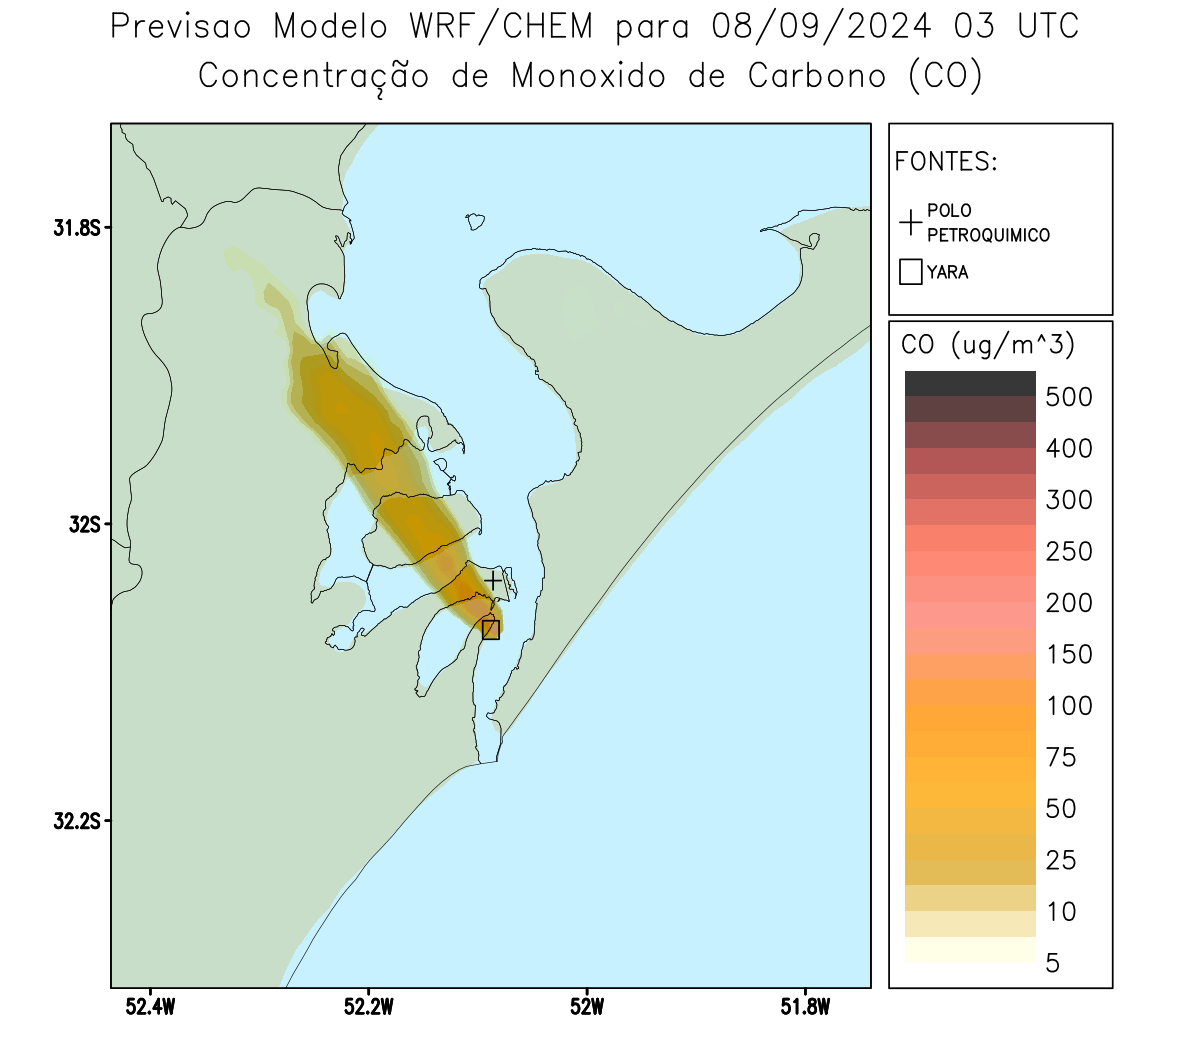 Previsao Modelo WRF/CHEM para 08/09/2024 03 UTC
Concentração de Monoxido de Carbono (CO)
FONTES:
POLO
PETROQUIMICO
YARA
CO (ug/m^3)
500
400
300
250
200
150
100
75
50
25
10
5
31.8S
32S
32.2S
52.4W
52.2W
52W
51.8W